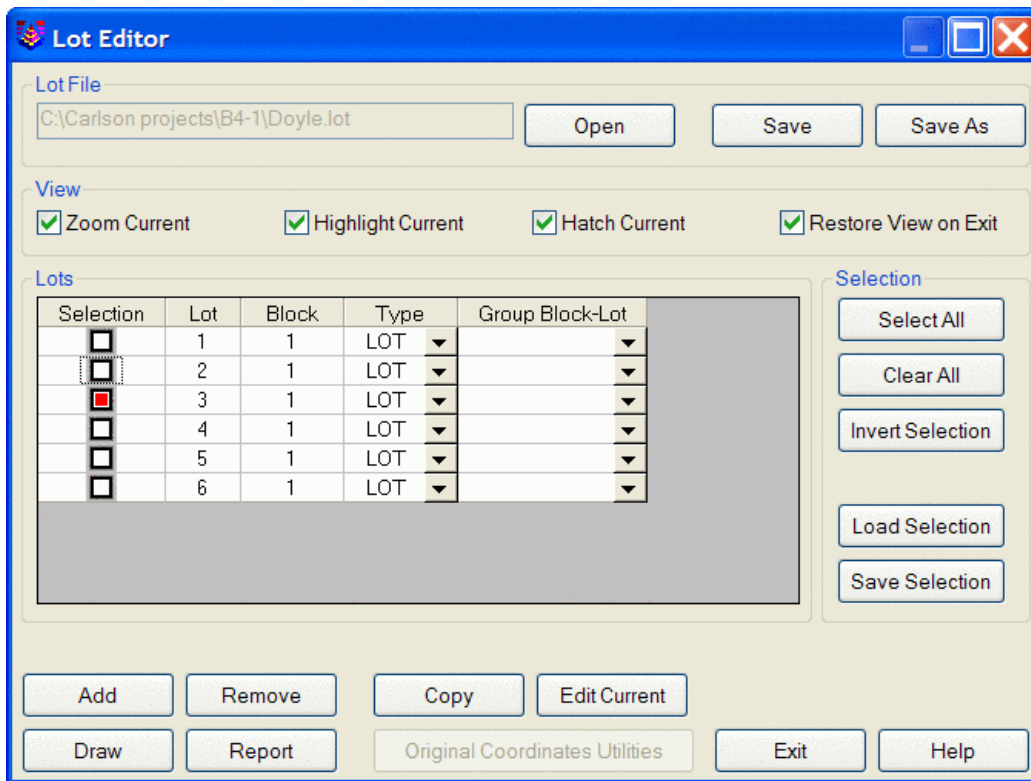 Lot Editor
Lot File
C:\Carlson projects\B4-1\Doyle.lot Open Save Save As
View
Zoom Current Highlight Current Hatch Current Restore View on Exit
Lots Selection
Selection Lot Block Type Group Block-Lot Select All
1 1 LOT
2 1 LOT Clear All
3 1 LOT
4 1 LOT Invert Selection
5 1 LOT
6 1 LOT
Load Selection
Save Selection
Add Remove Copy Edit Current
Draw Report Original Coordinates Utilities Exit Help